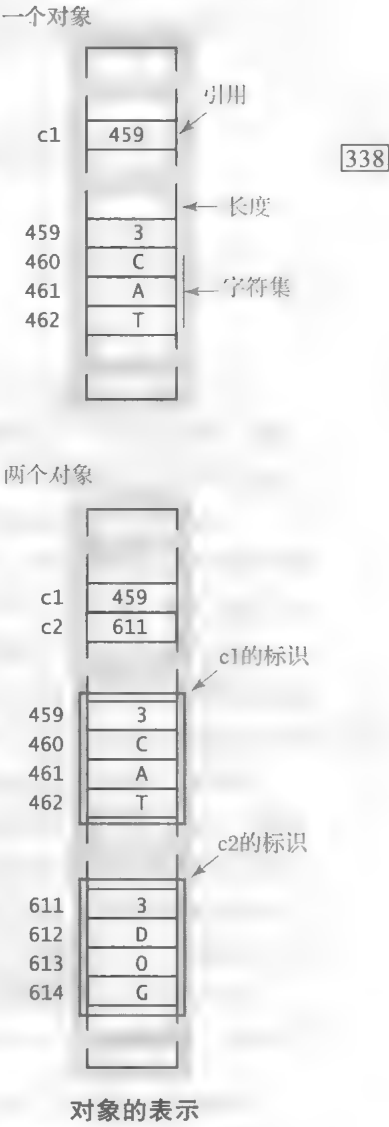 一个对象
引用
c1 459
338
长度
459 3
460 C
461 A
字符集
462 T
两个对象
c1 459
c2 611
c1的标识
459 3
460 C
461 A
462 T
c2的标识
611 3
612 D
613 O
614 G
对象的表示